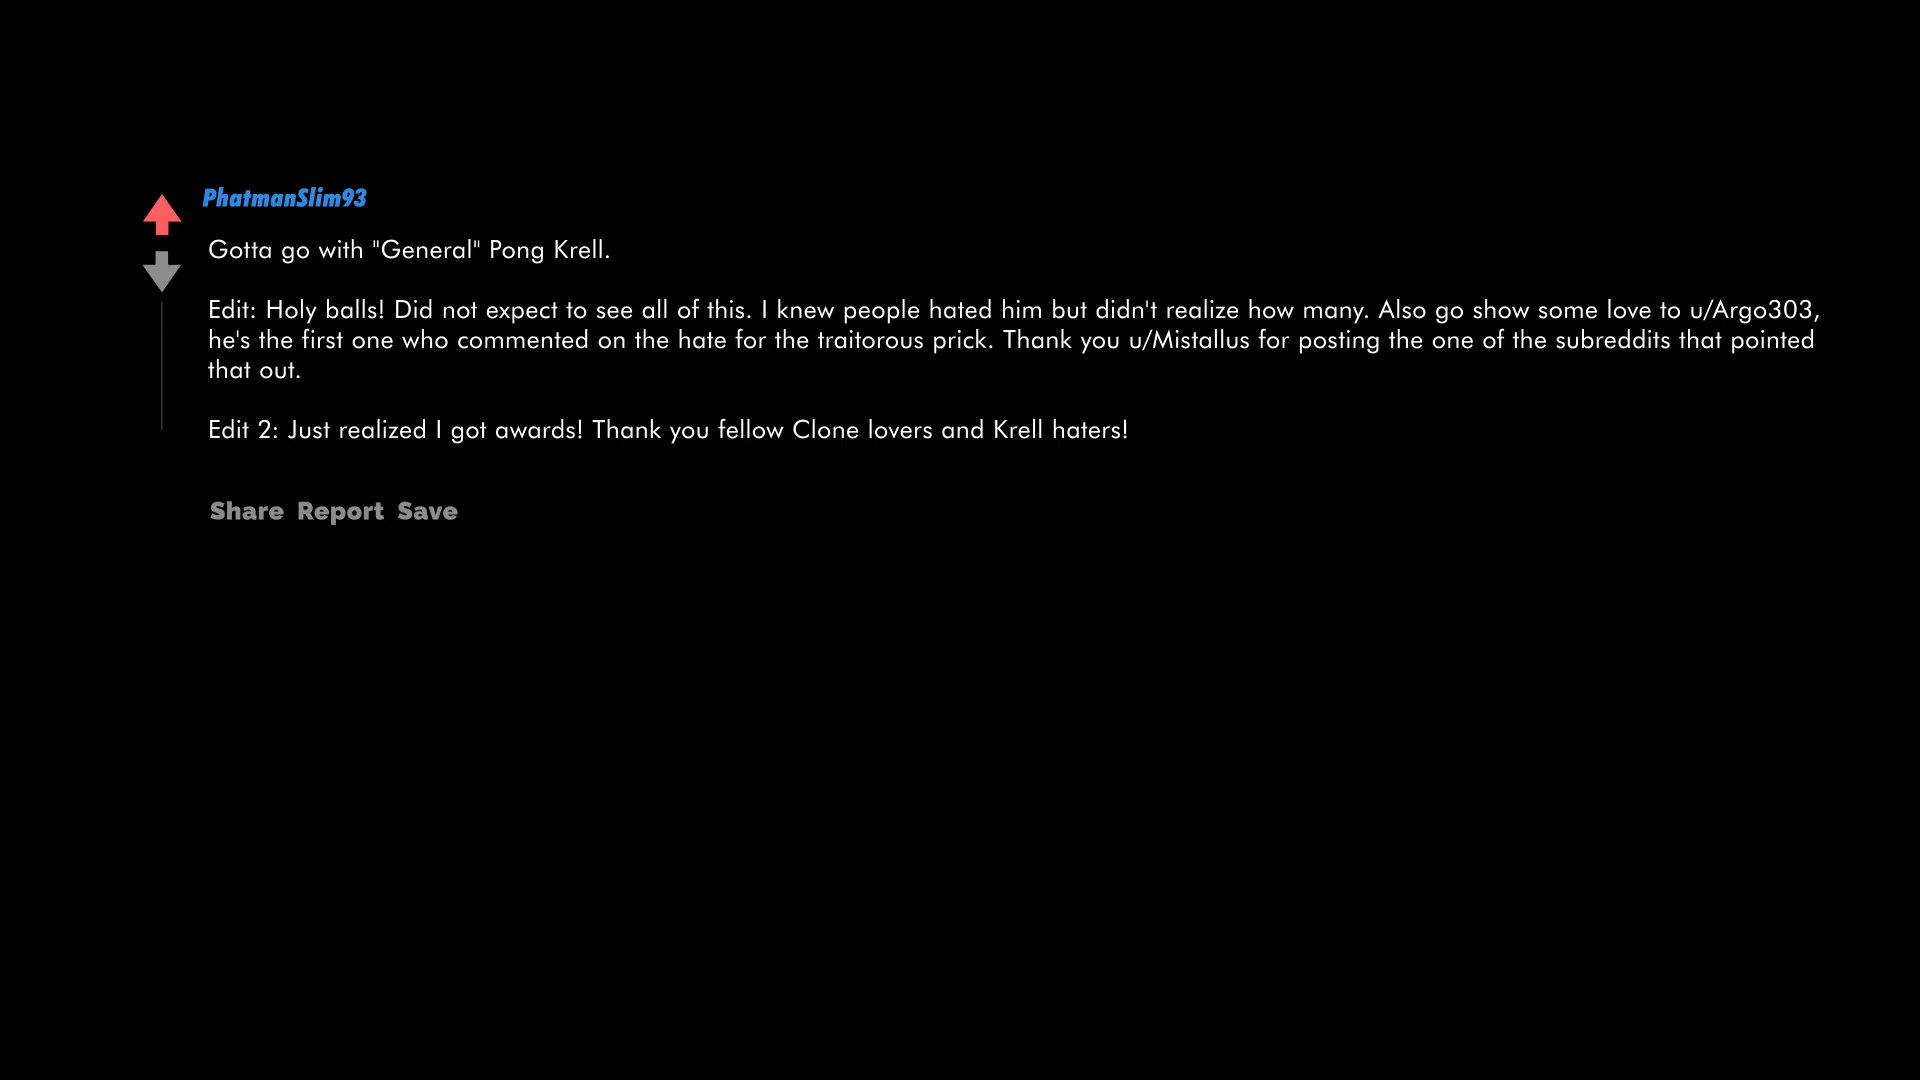 PhatmanSlim93
Gotta go with "General" Pong Krell.
Edit: Holy balls! Did not expect to see all of this. I knew people hated him but didn't realize how many. Also go show some love to u/Argo303,
he's the first one who commented on the hate for the traitorous prick. Thank you u/Mistallus for posting the one of the subreddits that pointed
that out.
Edit 2: Just realized I got awards! Thank you fellow Clone lovers and Krell haters!
Share Report Save